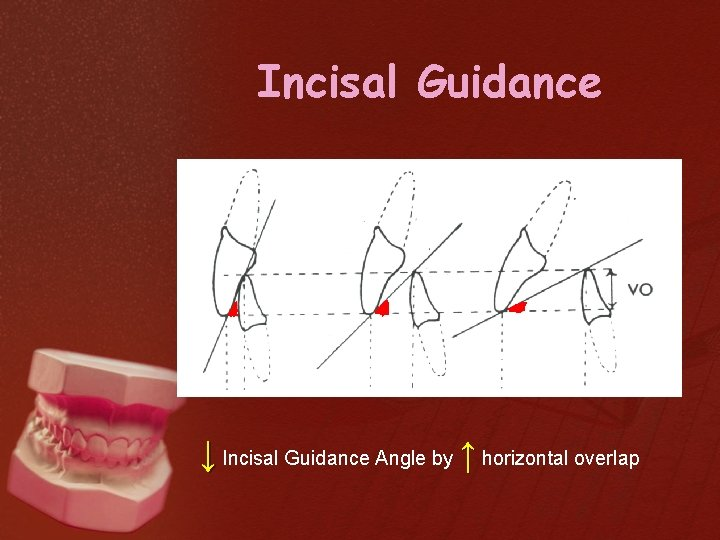 Incisal Guidance
VO
↓ Incisal Guidance Angle by ↑ horizontal overlap